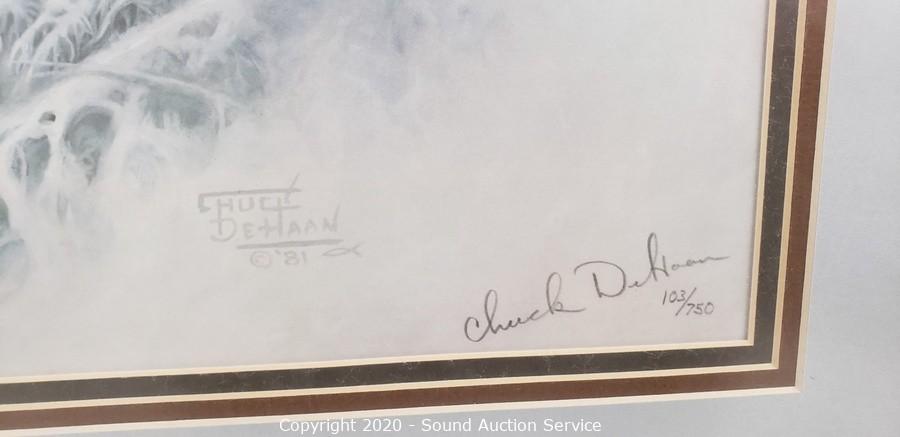 CHUCK
DEHAAN
© '81
Chuck DeHaan
103/750
Copyright 2020 - Sound Auction Service